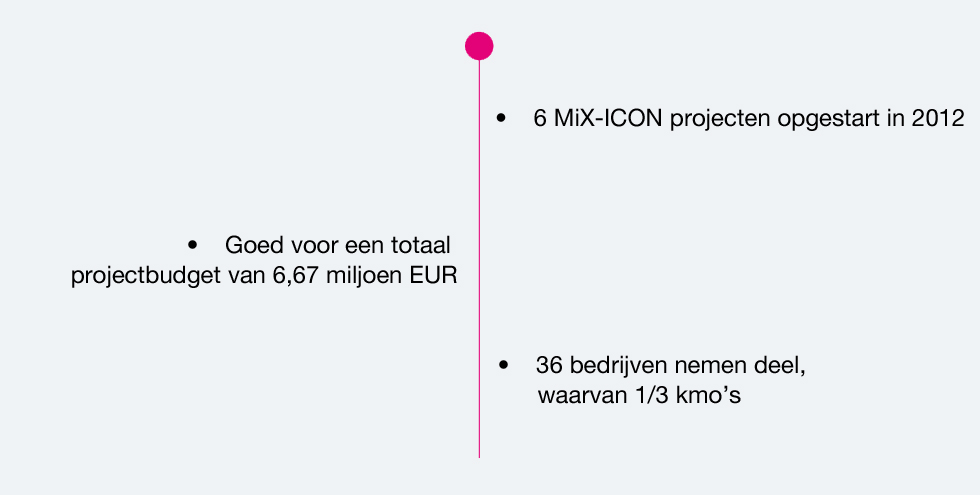 • 6 MiX-ICON projecten opgestart in 2012
• Goed voor een totaal
projectbudget van 6,67 miljoen EUR
• 36 bedrijven nemen deel,
waarvan 1/3 kmo’s